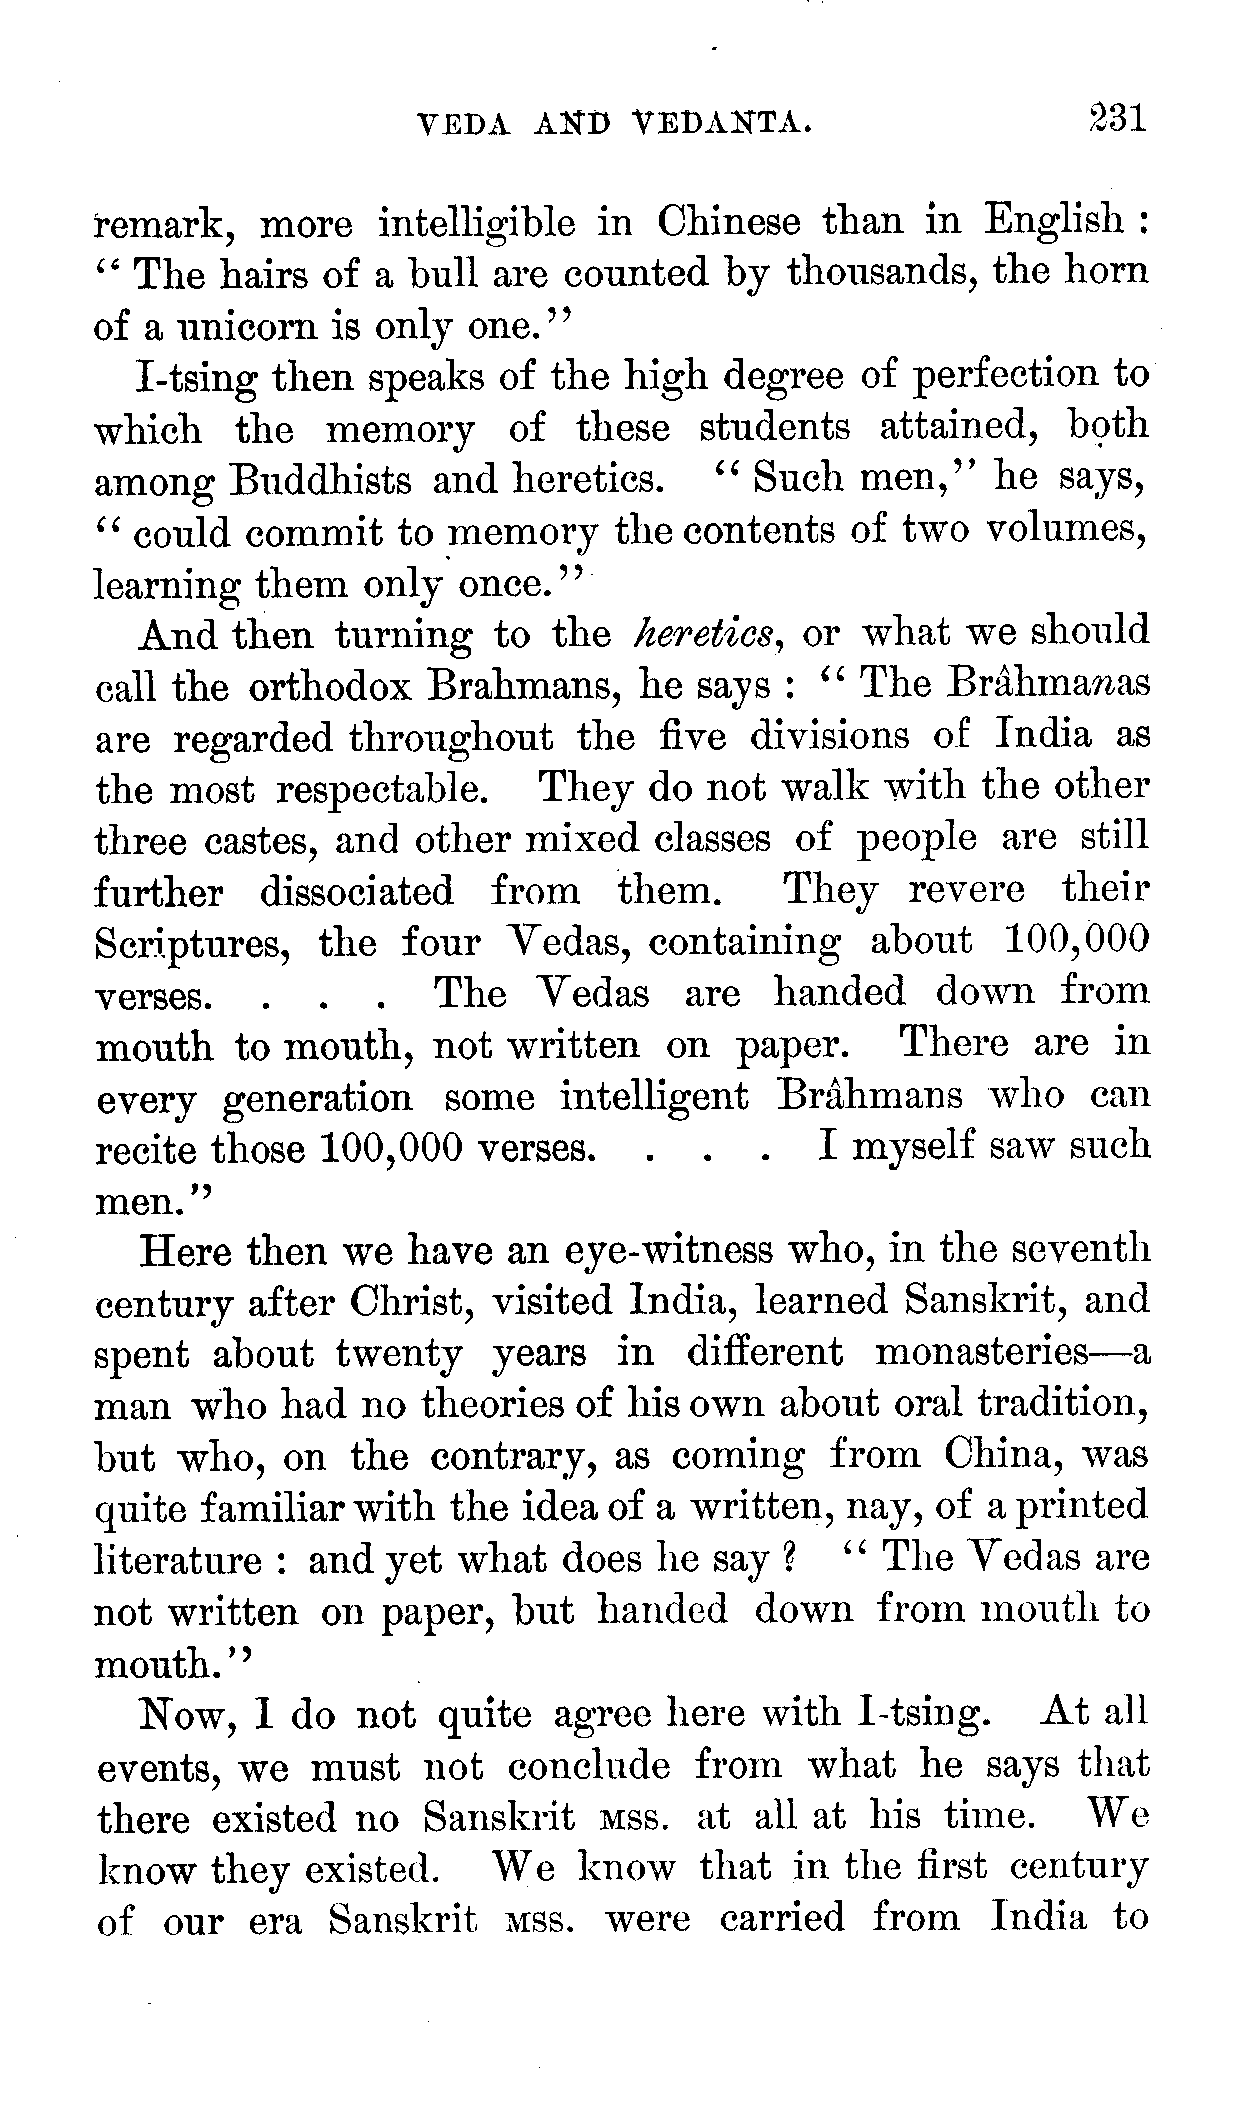 VEDA AND VEDANTA. 231
remark, more intelligible in Chinese than in English :
“ The hairs of a bull are counted by thousands, the horn
of a unicorn is only one.”
I-tsing then speaks of the high degree of perfection to
which the memory of these students attained, both
among Buddhists and heretics. “ Such men,” he says,
“ could commit to memory the contents of two volumes,
learning them only once.”
And then turning to the heretics, or what we should
call the orthodox Brahmans, he says : “ The Brâhmanas
are regarded throughout the five divisions of India as
the most respectable. They do not walk with the other
three castes, and other mixed classes of people are still
further dissociated from them. They revere their
Scriptures, the four Vedas, containing about 100,000
verses. . . . The Vedas are handed down from
mouth to mouth, not written on paper. There are in
every generation some intelligent Brâhmans who can
recite those 100,000 verses. . . . I myself saw such
men.”
Here then we have an eye-witness who, in the seventh
century after Christ, visited India, learned Sanskrit, and
spent about twenty years in different monasteries—a
man who had no theories of his own about oral tradition,
but who, on the contrary, as coming from China, was
quite familiar with the idea of a written, nay, of a printed
literature : and yet what does he say ? “ The Vedas are
not written on paper, but handed down from mouth to
mouth.”
Now, I do not quite agree here with I-tsing. At all
events, we must not conclude from what he says that
there existed no Sanskrit MSS. at all at his time. We
know they existed. We know that in the first century
of our era Sanskrit MSS. were carried from India to